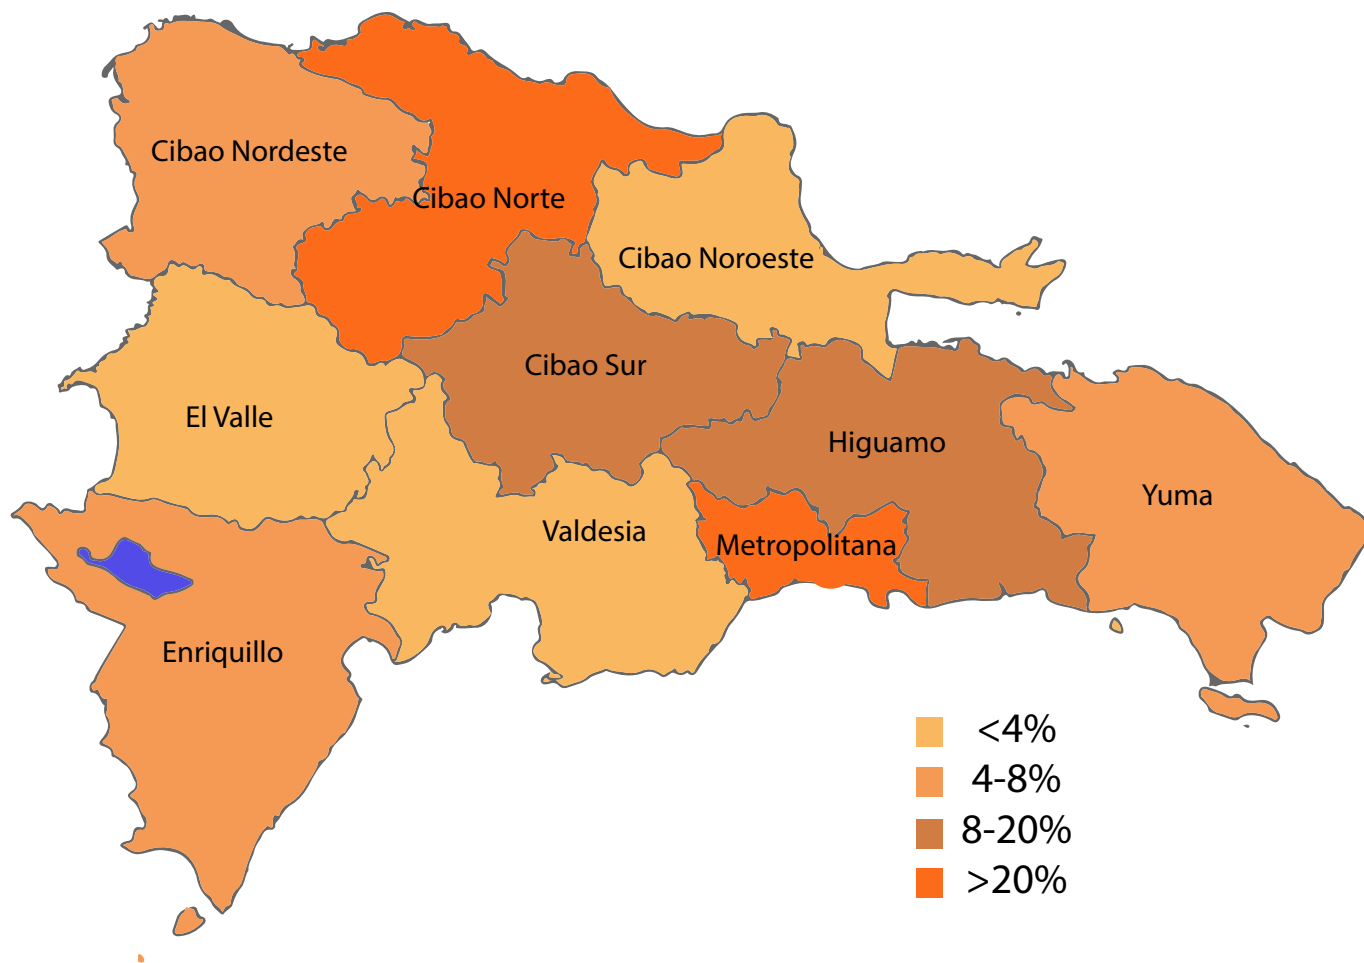 Cibao Nordeste
Cibao Norte
Cibao Noroeste
Cibao Sur
El Valle
Higuamo
Yuma
Valdesia
Metropolitana
Enriquillo
<4%
4-8%
8-20%
>20%